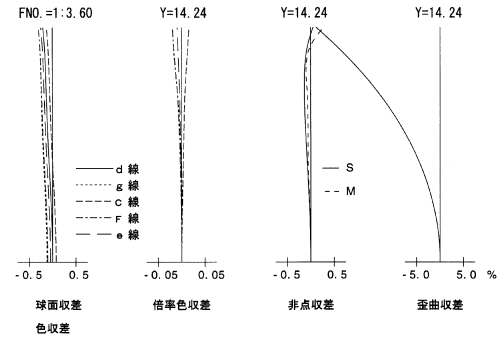 FNO. =1:3.60
Y=14.24
Y=14.24
Y=14.24
d 線
g 線
C 線
F 線
e 線
S
M
-0.5 0.5
-0.05 0.05
-0.5 0.5
-5.0 5.0 %
球面収差
色収差
倍率色収差
非点収差
歪曲収差